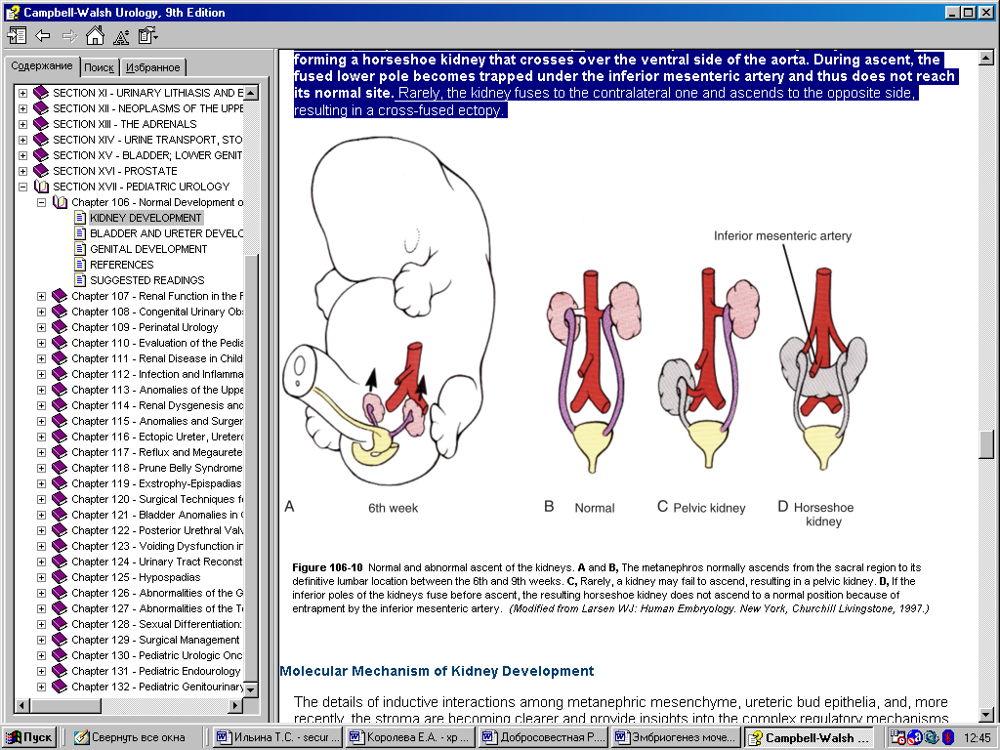 Campbell-Walsh Urology, 9th Edition
Содержание
Поиск
Избранное
SECTION XI - URINARY LITHIASIS AND E
SECTION XII - NEOPLASMS OF THE UPPE
SECTION XIII - THE ADRENALS
SECTION XIV - URINE TRANSPORT, STO
SECTION XV - BLADDER; LOWER GENIT
SECTION XVI - PROSTATE
SECTION XVII - PEDIATRIC UROLOGY
Chapter 106 - Normal Development o
KIDNEY DEVELOPMENT
BLADDER AND URETER DEVELO
GENITAL DEVELOPMENT
REFERENCES
SUGGESTED READINGS
Chapter 107 - Renal Function in the F
Chapter 108 - Congenital Urinary Ob
Chapter 109 - Perinatal Urology
Chapter 110 - Evaluation of the Pedia
Chapter 111 - Renal Disease in Child
Chapter 112 - Infection and Inflamma
Chapter 113 - Anomalies of the Uppe
Chapter 114 - Renal Dysgenesis and
Chapter 115 - Anomalies and Surger
Chapter 116 - Ectopic Ureter, Ureter
Chapter 117 - Reflux and Megaurete
Chapter 118 - Prune Belly Syndrome
Chapter 119 - Exstrophy-Epispadias
Chapter 120 - Surgical Techniques f
Chapter 121 - Bladder Anomalies in
Chapter 122 - Posterior Urethral Val
Chapter 123 - Voiding Dysfunction in
Chapter 124 - Urinary Tract Reconst
Chapter 125 - Hypospadias
Chapter 126 - Abnormalities of the G
Chapter 127 - Abnormalities of the T
Chapter 128 - Sexual Differentiation:
Chapter 129 - Surgical Management
Chapter 130 - Pediatric Urologic Onc
Chapter 131 - Pediatric Endourology
Chapter 132 - Pediatric Genitourinary
forming a horseshoe kidney that crosses over the ventral side of the aorta. During ascent, the
fused lower pole becomes trapped under the inferior mesenteric artery and thus does not reach
its normal site. Rarely, the kidney fuses to the contralateral one and ascends to the opposite side,
resulting in a cross-fused ectopy.
Inferior mesenteric artery
A 6th week
B Normal
C Pelvic kidney
D Horseshoe
kidney
Figure 106-10 Normal and abnormal ascent of the kidneys. A and B, The metanephros normally ascends from the sacral region to its
definitive lumbar location between the 6th and 9th weeks. C, Rarely, a kidney may fail to ascend, resulting in a pelvic kidney. D, If the
inferior poles of the kidneys fuse before ascent, the resulting horseshoe kidney does not ascend to a normal position because of
entrapment by the inferior mesenteric artery. (Modified from Larsen WJ: Human Embryology. New York, Churchill Livingstone, 1997.)
Molecular Mechanism of Kidney Development
The details of inductive interactions among metanephric mesenchyme, ureteric bud epithelia, and, more
recently, the stroma are becoming clearer and provide insights into the complex regulatory mechanisms
Пуск
Свернуть все окна
Ильина Т.С. - secur ...
Королева Е.А. - хр ...
Добросовестная Р....
Эмбриогенез моче...
Campbell-Walsh ...
12:45